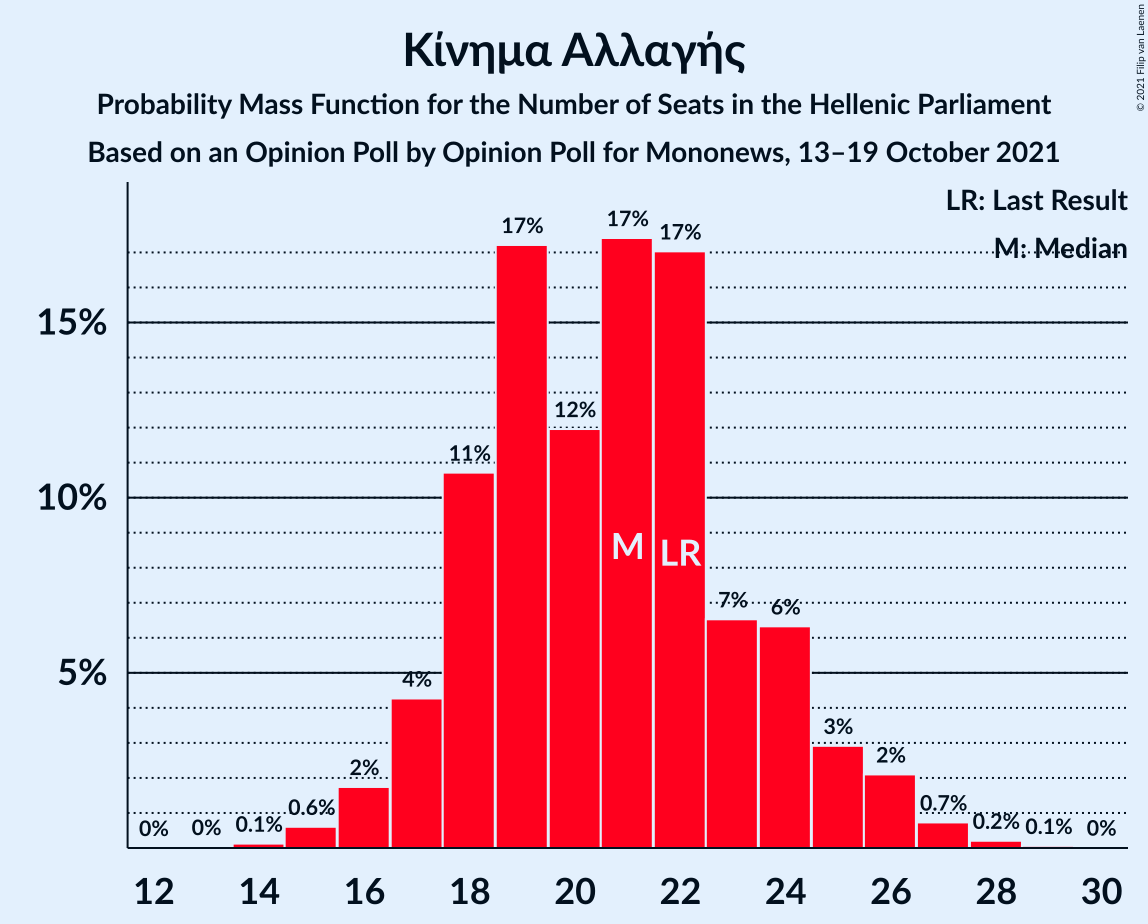 © 2021 Filip van Laenen
Κίνημα Αλλαγής
Probability Mass Function for the Number of Seats in the Hellenic Parliament
Based on an Opinion Poll by Opinion Poll for Mononews, 13–19 October 2021
LR: Last Result
M: Median
15%
10%
5%
0% 0% 0.1% 0.6% 2% 4% 11% 17% 12% 17% 17% 7% 6% 3% 2% 0.7% 0.2% 0.1% 0%
M LR
12 14 16 18 20 22 24 26 28 30